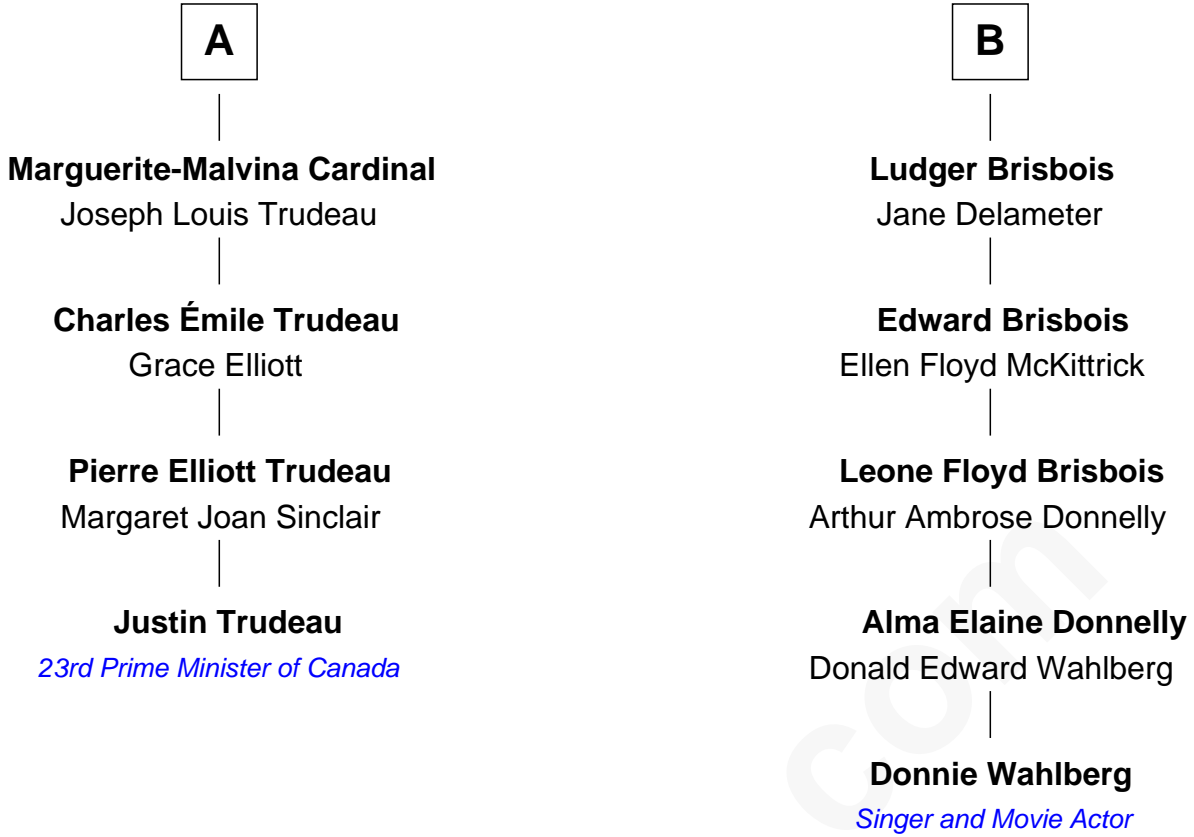 A
Marguerite-Malvina Cardinal
Joseph Louis Trudeau
Charles Émile Trudeau
Grace Elliott
Pierre Elliott Trudeau
Margaret Joan Sinclair
Justin Trudeau
23rd Prime Minister of Canada
B
Ludger Brisbois
Jane Delameter
Edward Brisbois
Ellen Floyd McKittrick
Leone Floyd Brisbois
Arthur Ambrose Donnelly
Alma Elaine Donnelly
Donald Edward Wahlberg
Donnie Wahlberg
Singer and Movie Actor
com